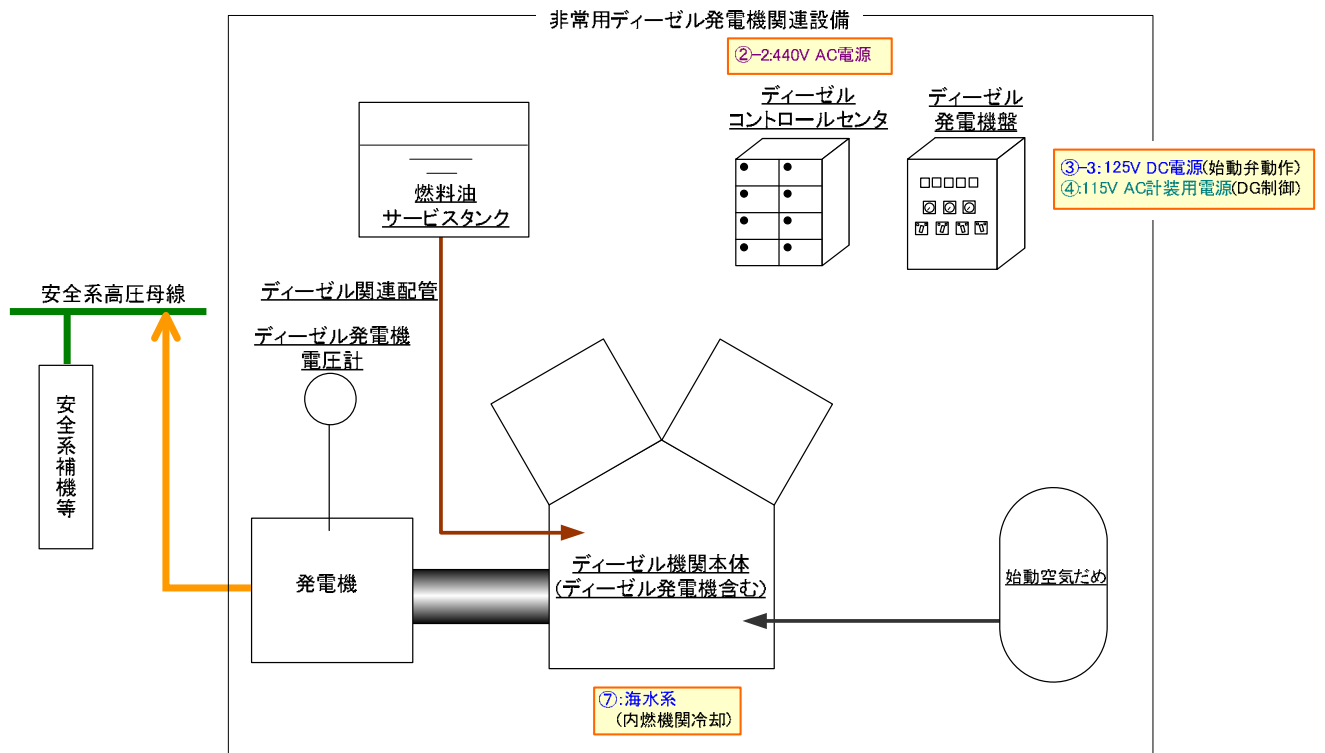 非常用ディーゼル発電機関連設備
②-2:440V AC電源
ディーゼル
コントロールセンタ
ディーゼル
発電機盤
③-3:125V DC電源(始動弁動作)
④:115V AC計装用電源(DG制御)
燃料油
サービスタンク
ディーゼル関連配管
安全系高圧母線
ディーゼル発電機
電圧計
安全系補機等
発電機
ディーゼル機関本体
(ディーゼル発電機含む)
始動空気だめ
⑦:海水系
(内燃機関冷却)